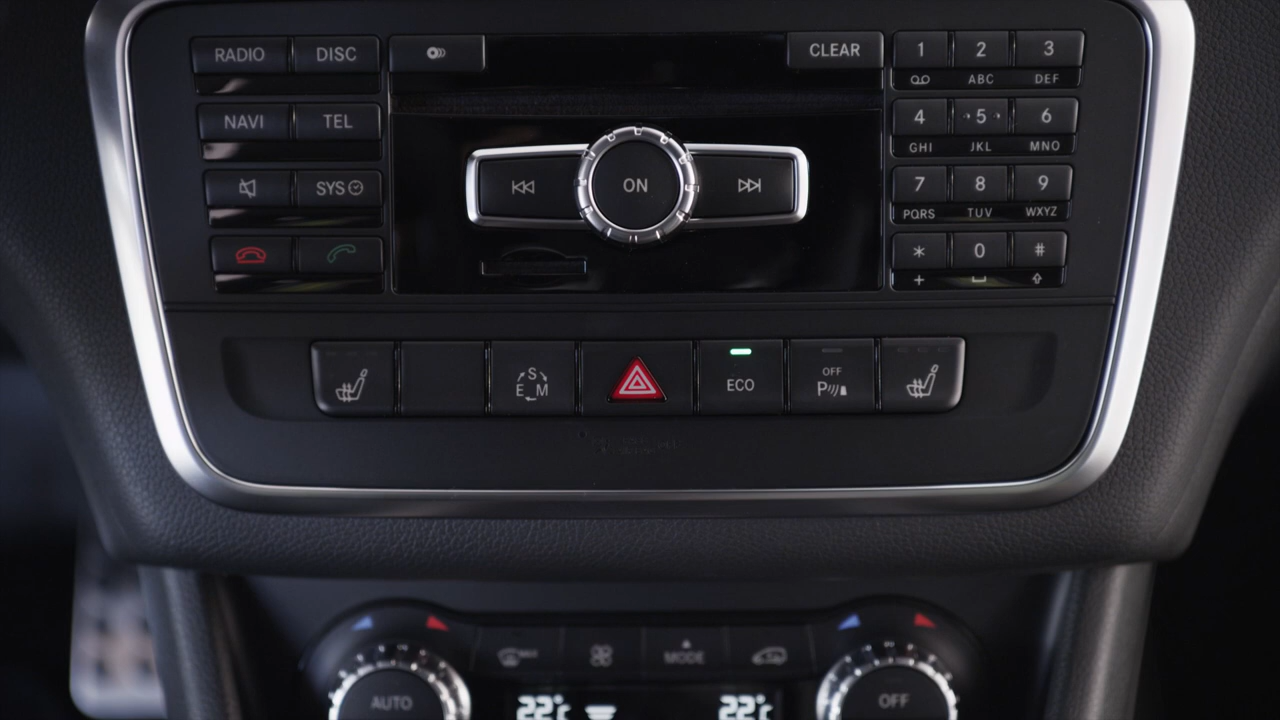 RADIO DISC CLEAR 1 2 3
ABC DEF
NAVI TEL 4 5 6
GHI JKL MNO
SYS ON 7 8 9
PQRS TUV WXYZ
* 0 #
+
S
E M
ECO
OFF
P
MAX
MODE
AUTO OFF
22°C 22°C